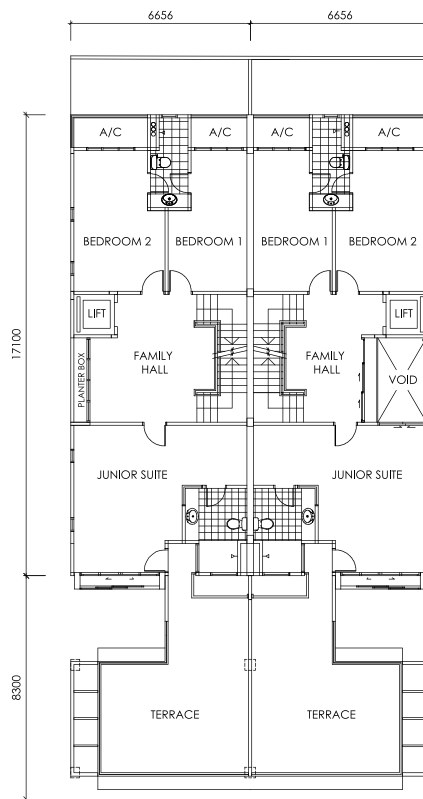 6656
6656
A/C
A/C
A/C
A/C
BEDROOM 2
BEDROOM 1
BEDROOM 1
BEDROOM 2
17100
LIFT
LIFT
FAMILY
HALL
FAMILY
HALL
PLANTER BOX
VOID
JUNIOR SUITE
JUNIOR SUITE
8300
TERRACE
TERRACE